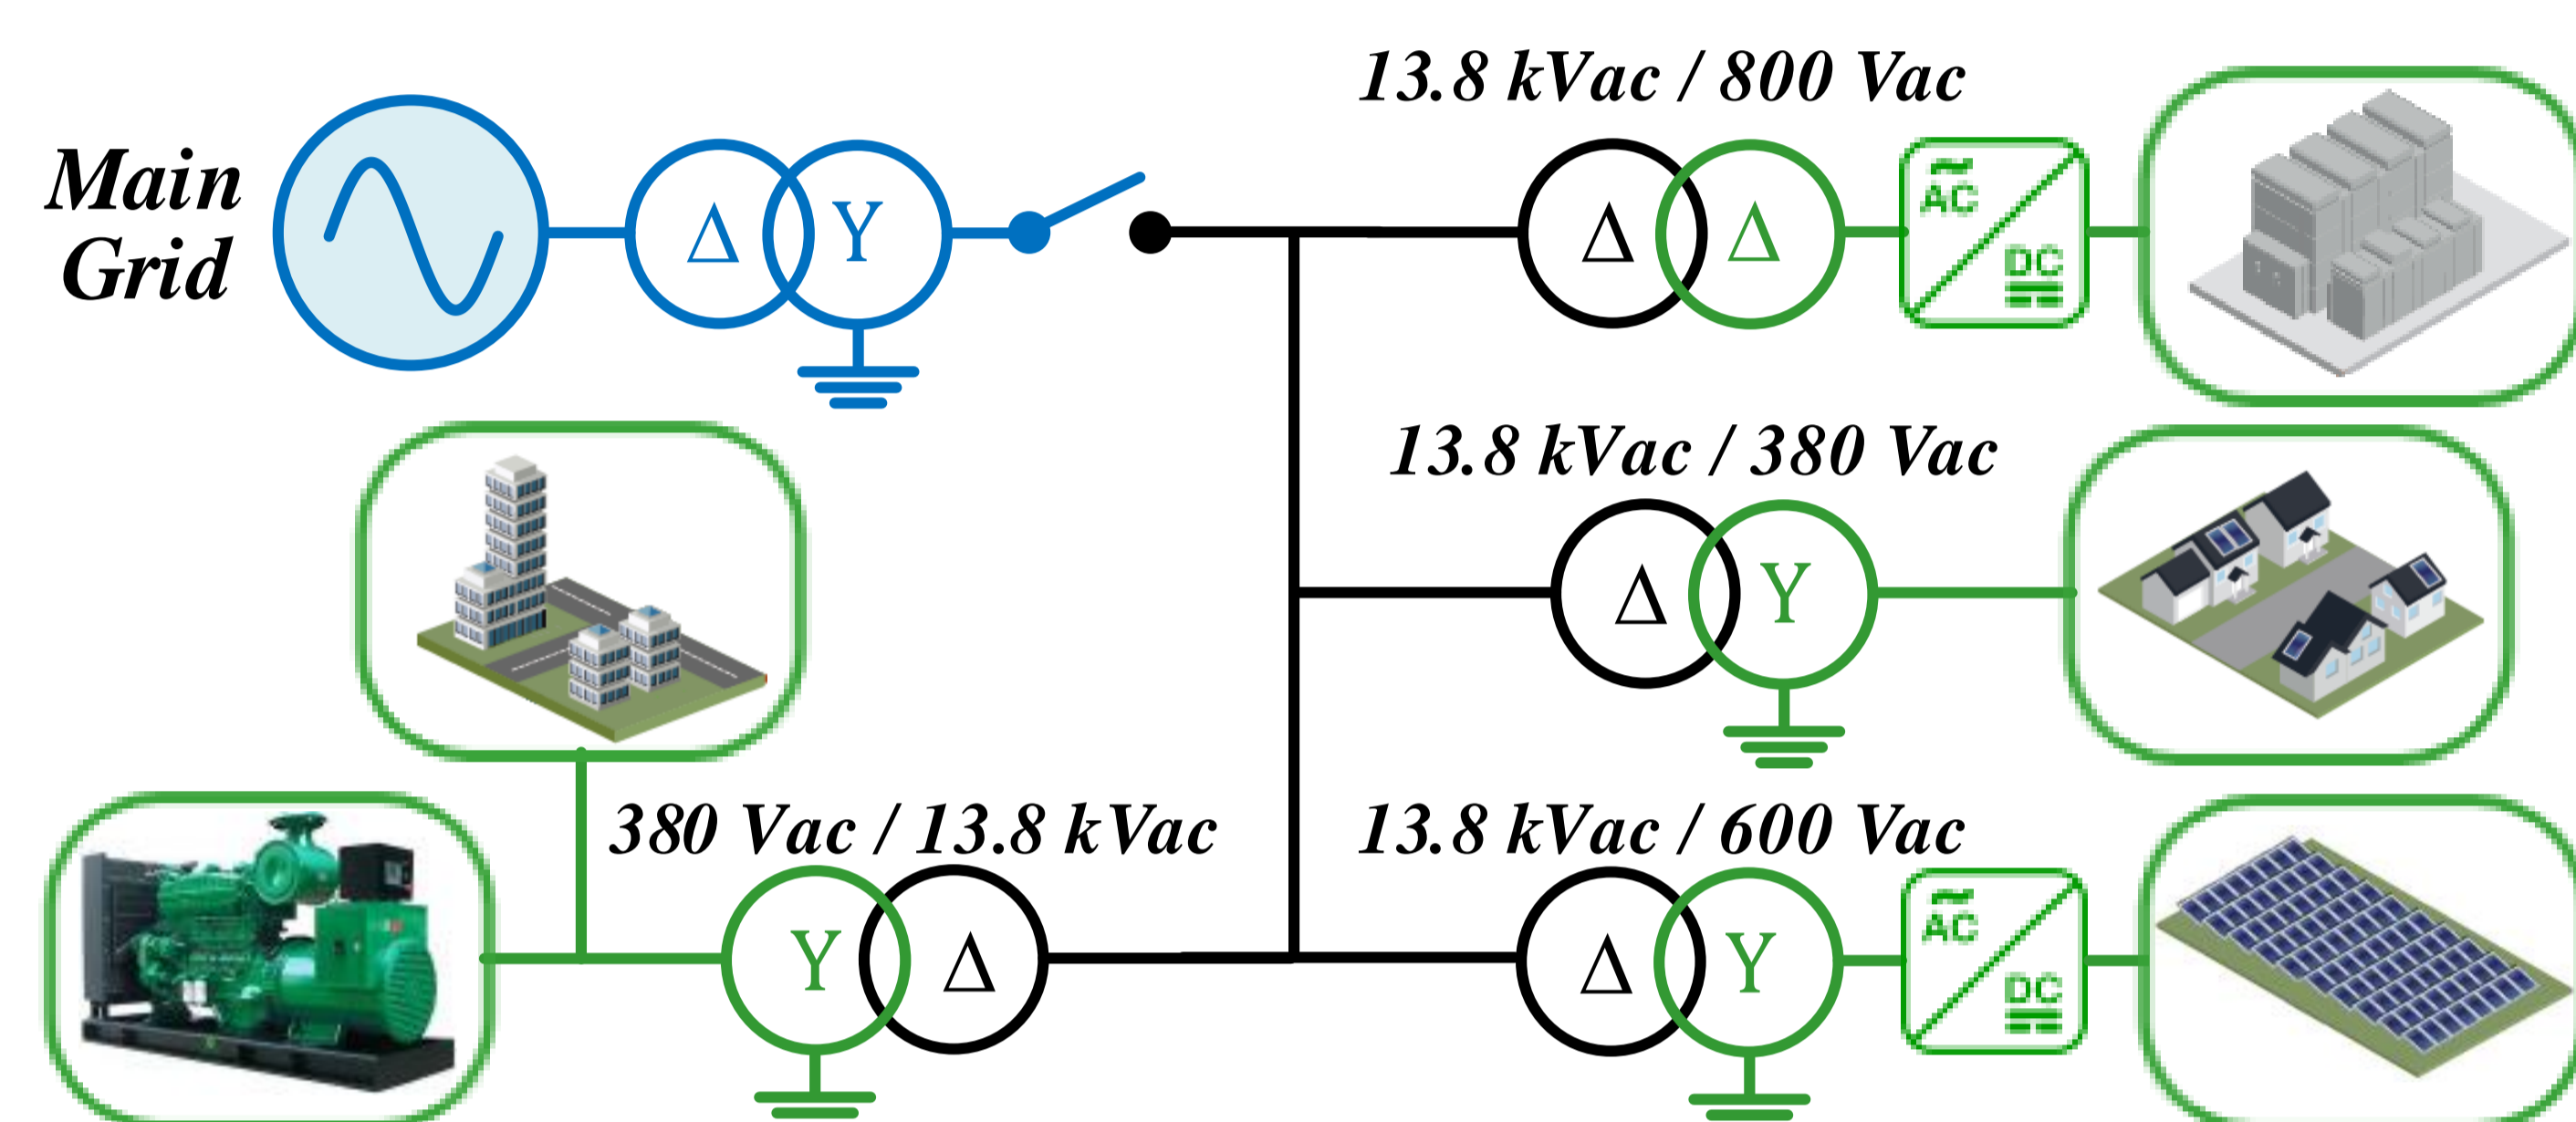 13.8 kVac / 800 Vac
Main
Grid
Δ Y
Δ Δ
AC
DC
13.8 kVac / 380 Vac
Δ Y
380 Vac / 13.8 kVac
13.8 kVac / 600 Vac
Y Δ
Δ Y
AC
DC